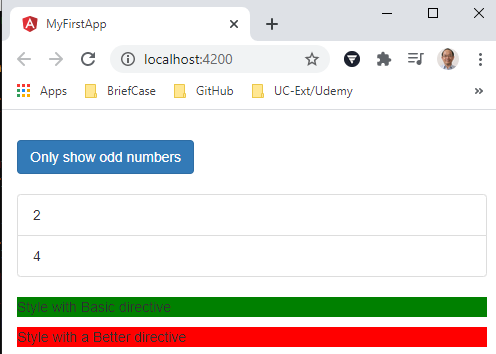 MyFirstApp
localhost:4200
Apps BriefCase GitHub UC-Ext/Udemy
Only show odd numbers
2
4
Style with Basic directive
Style with a Better directive